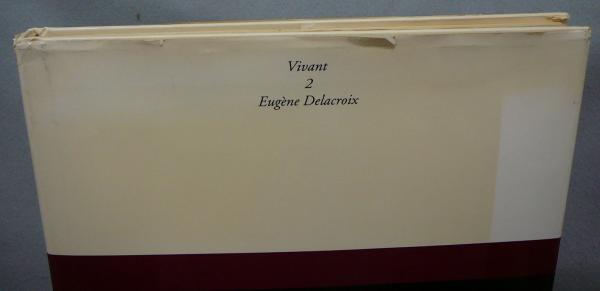 Vivant
2
Eugène Delacroix